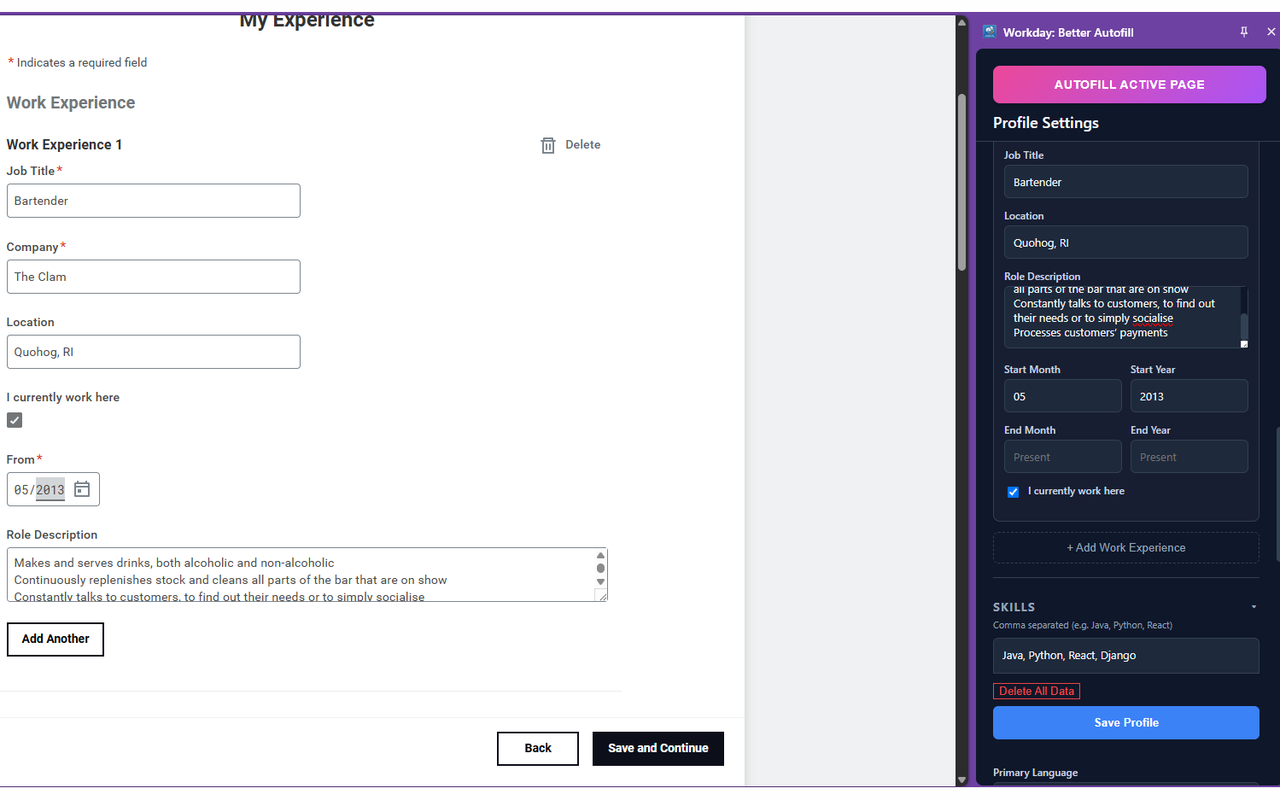 My Experience
* Indicates a required field
Work Experience
Work Experience 1
Delete
Job Title*
Bartender
Company*
The Clam
Location
Quohog, RI
I currently work here
From*
05/2013
Role Description
Makes and serves drinks, both alcoholic and non-alcoholic
Continuously replenishes stock and cleans all parts of the bar that are on show
Constantly talks to customers, to find out their needs or to simply socialise
Add Another
Back
Save and Continue
Workday: Better Autofill
AUTOFILL ACTIVE PAGE
Profile Settings
Job Title
Bartender
Location
Quohog, RI
Role Description
all parts of the bar that are on show
Constantly talks to customers, to find out
their needs or to simply socialise
Processes customers' payments
Start Month
Start Year
05
2013
End Month
End Year
Present
Present
I currently work here
+ Add Work Experience
SKILLS
Comma separated (e.g. Java, Python, React)
Java, Python, React, Django
Delete All Data
Save Profile
Primary Language